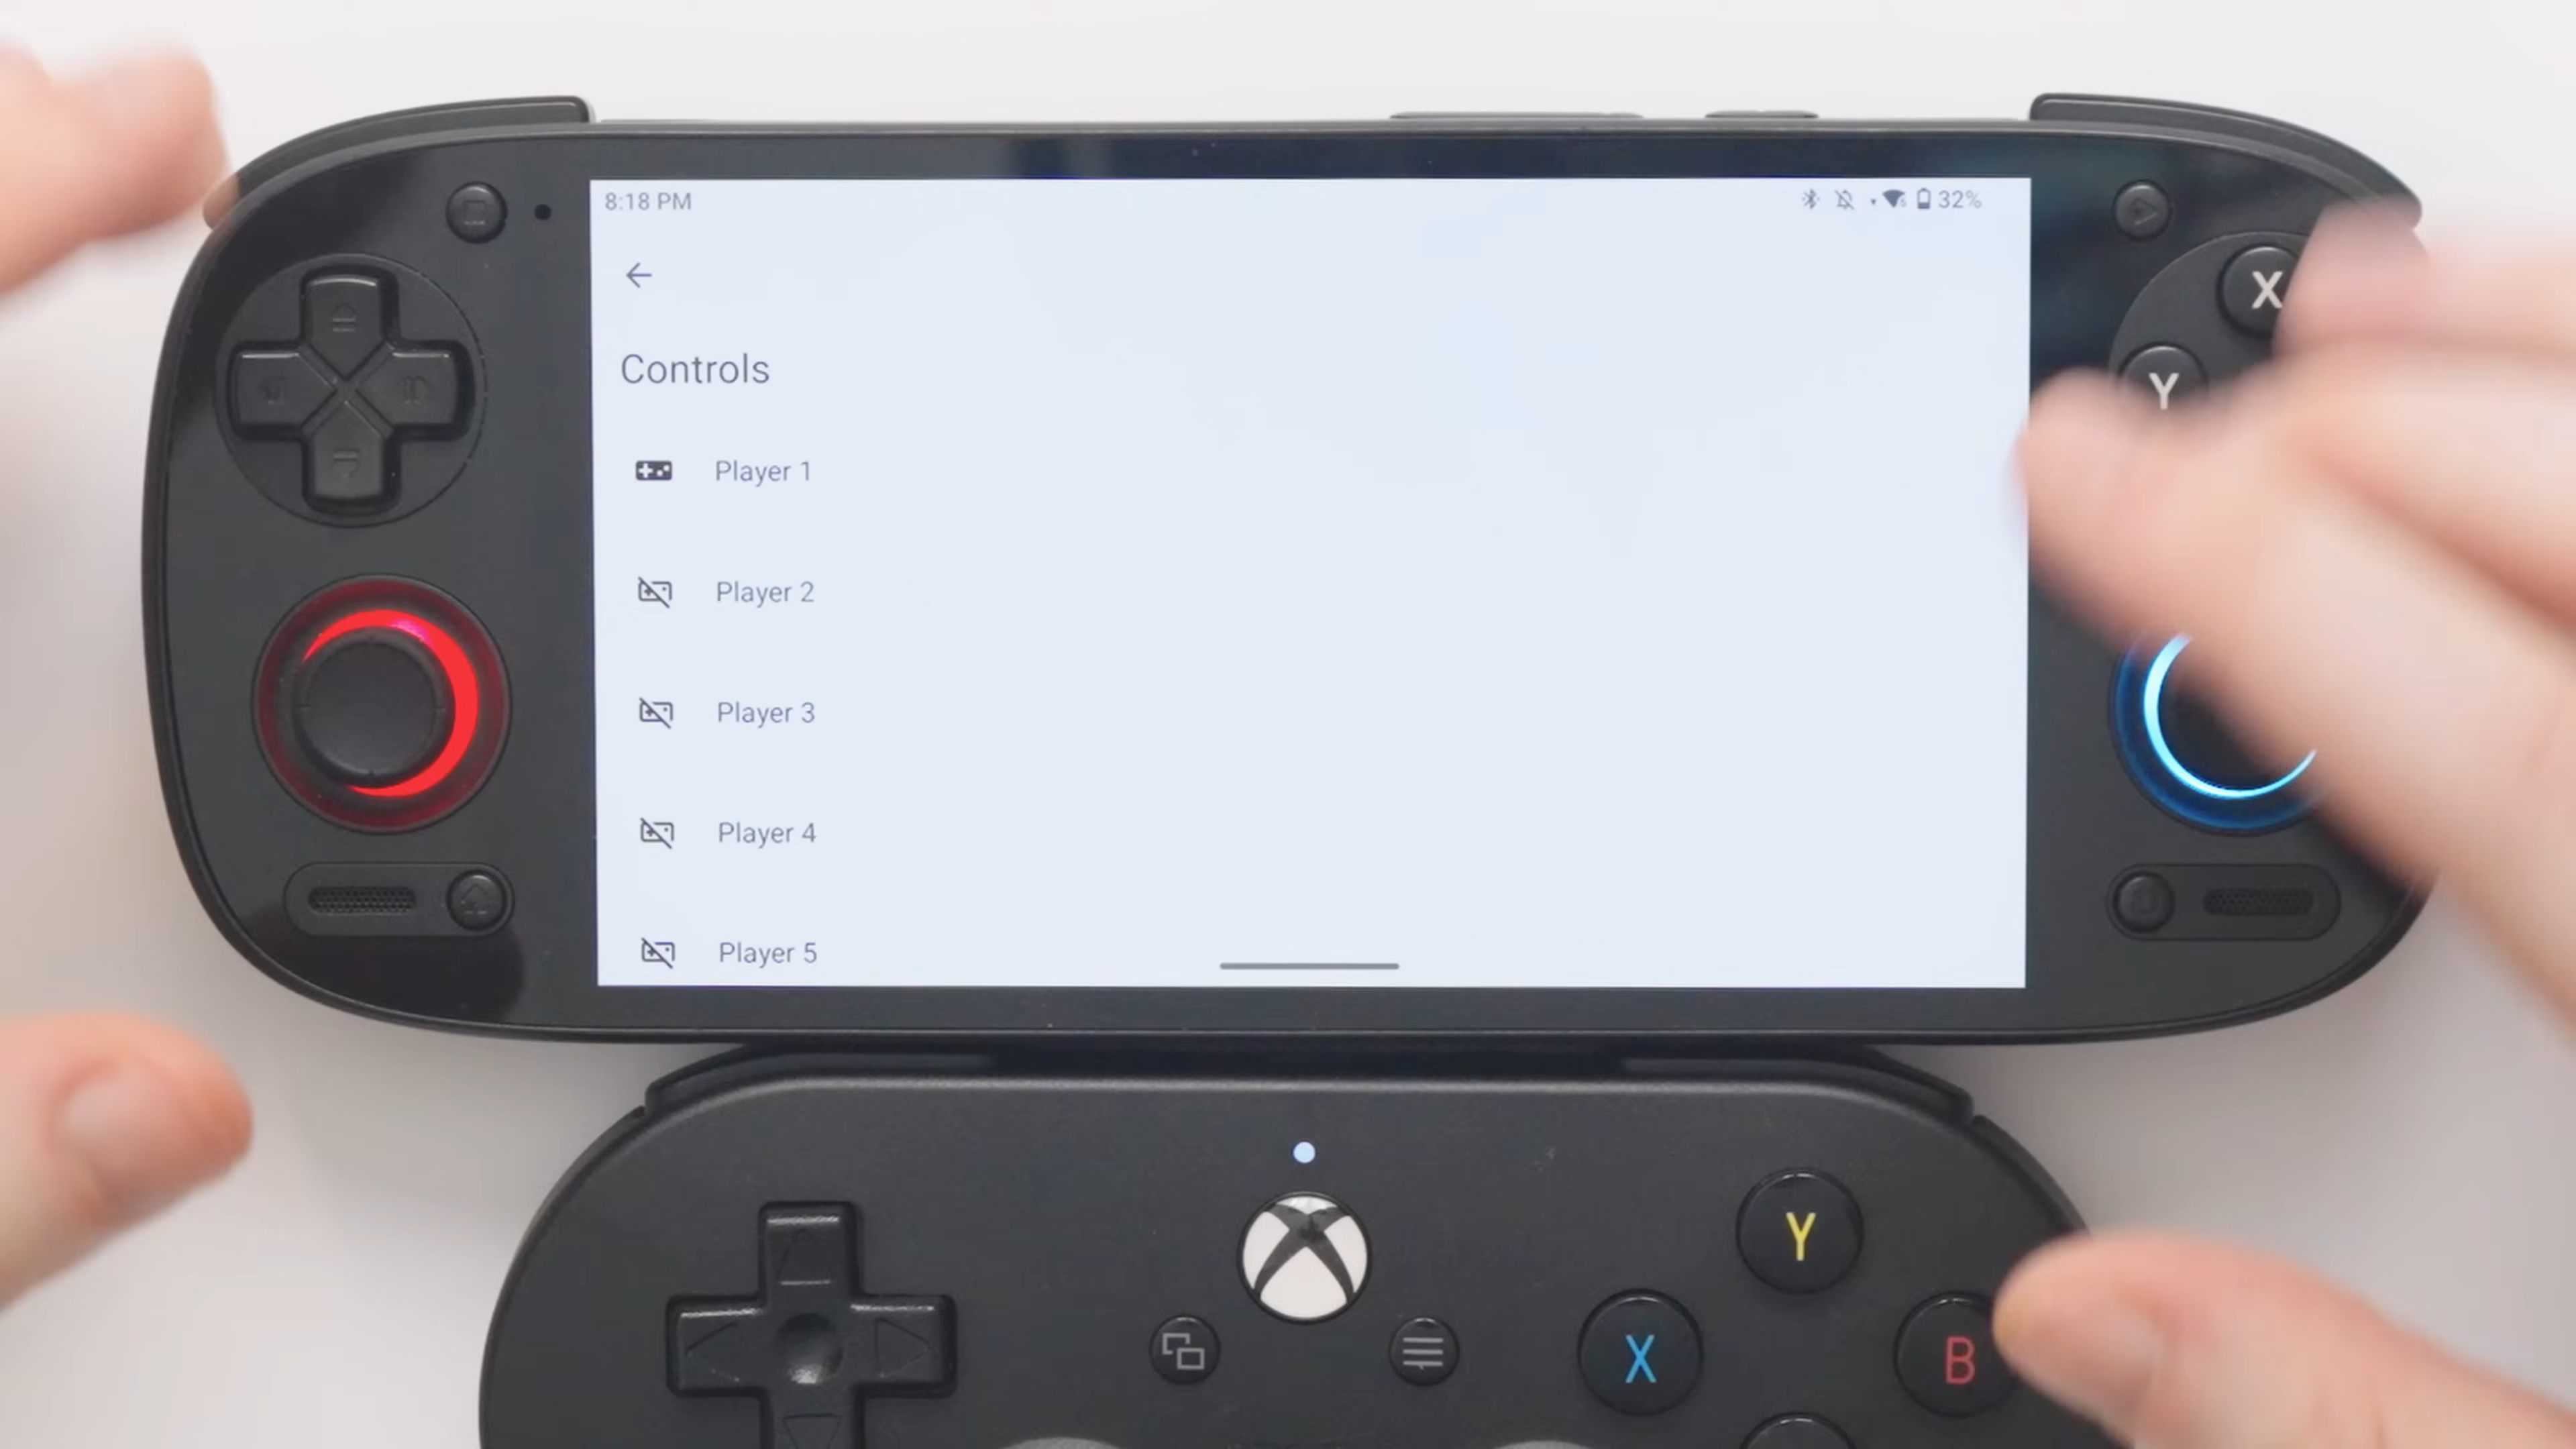 8:18 PM
32%
Controls
Player 1
Player 2
Player 3
Player 4
Player 5
X
Y
Y
X
B